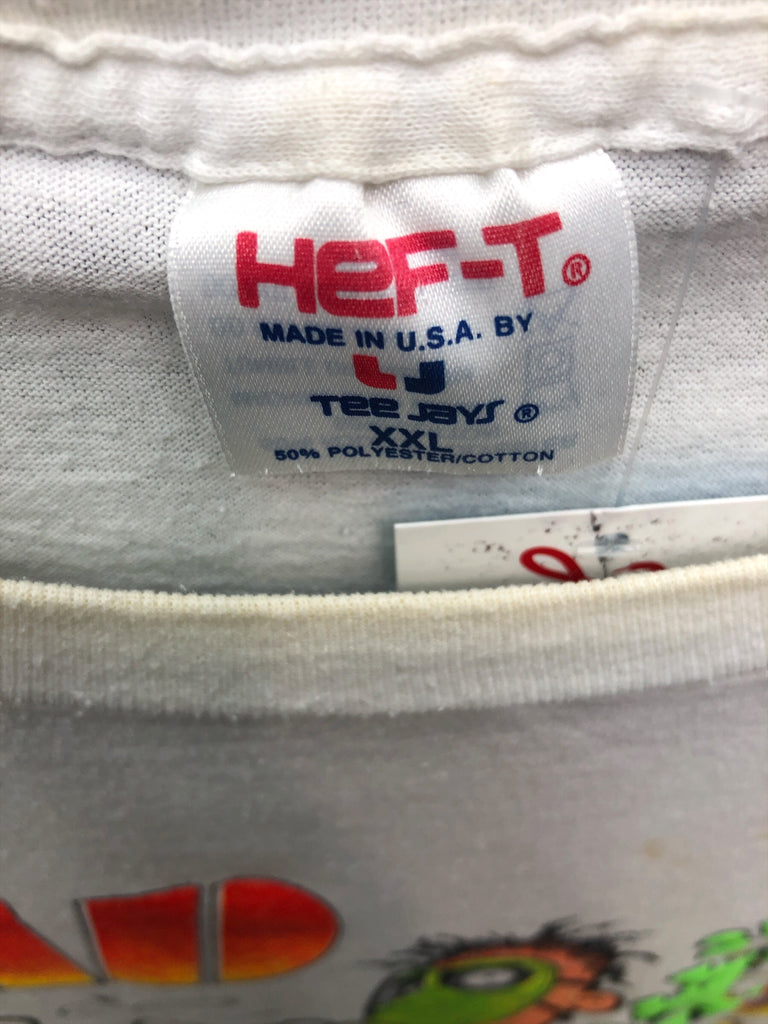 HEF-T®
MADE IN U.S.A. BY
TEE JAYS ®
XXL
50% POLYESTER/COTTON